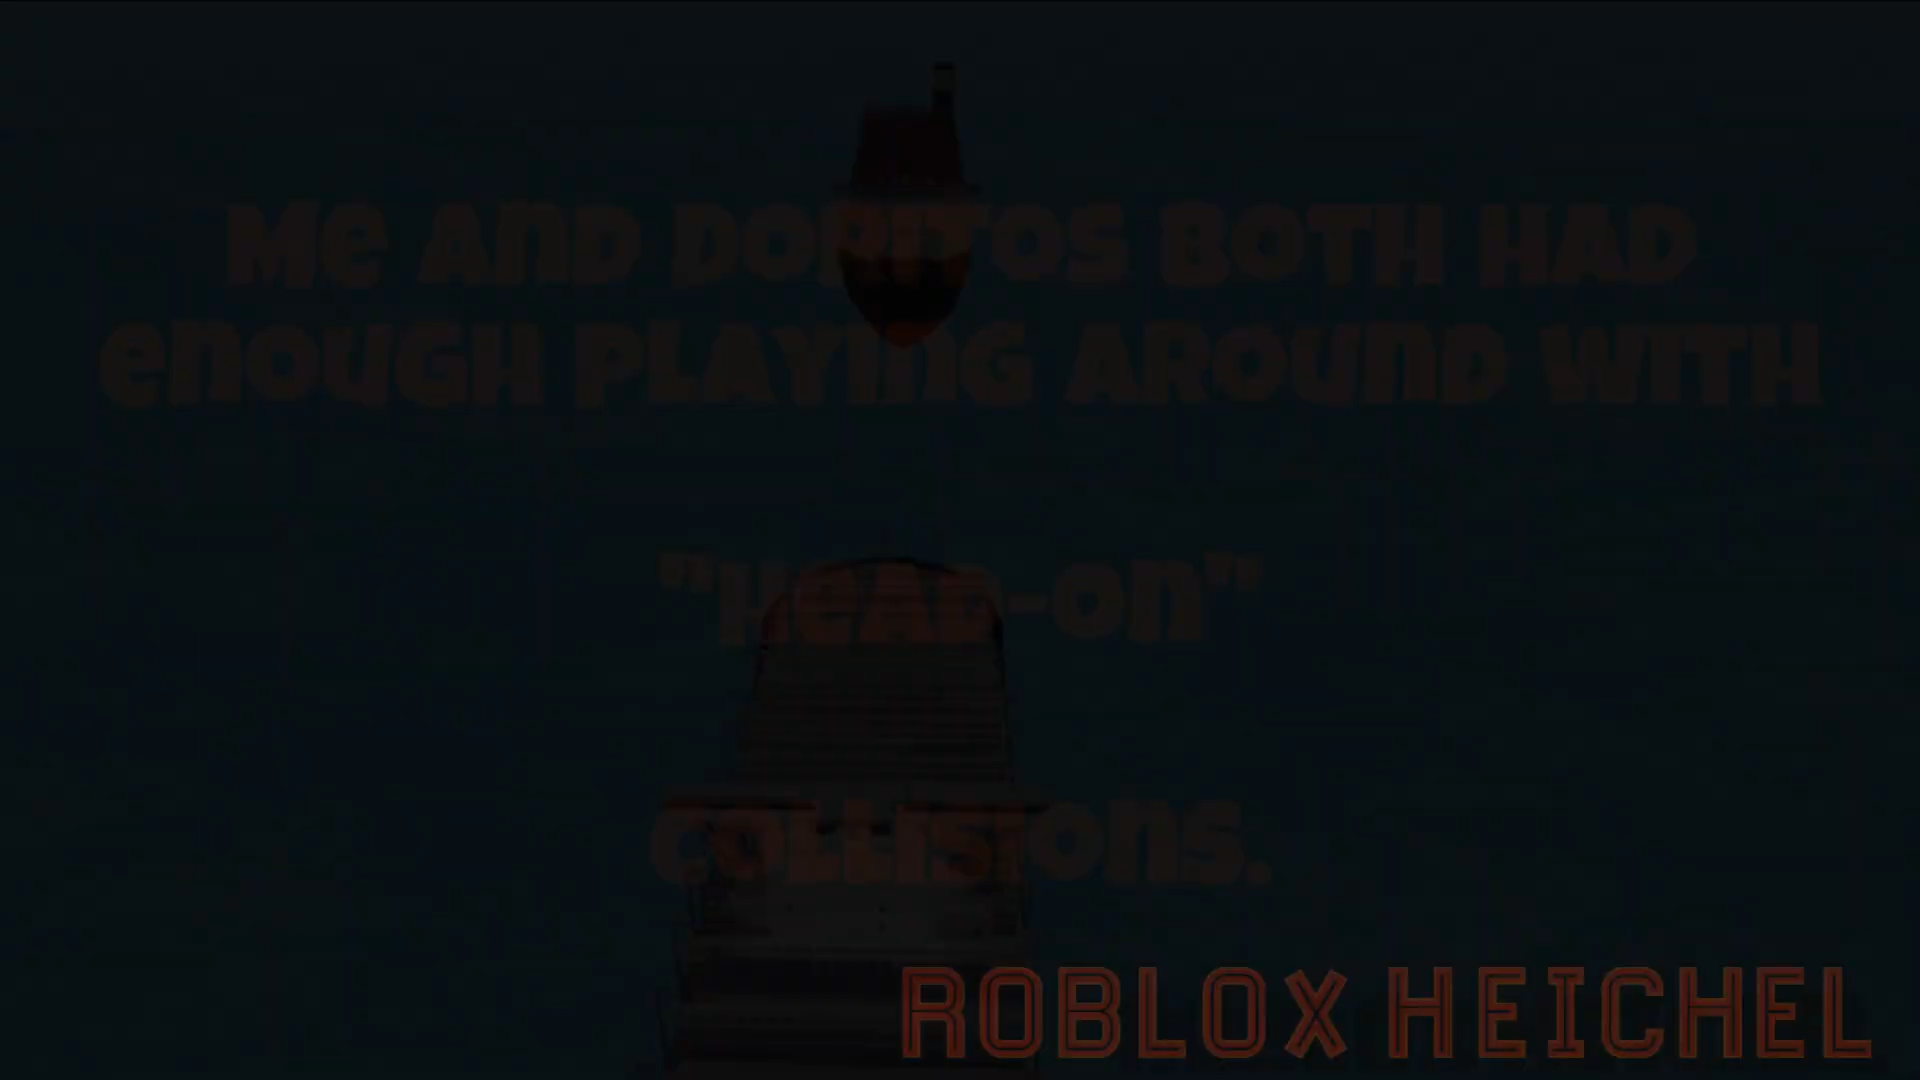 Me and Doritos both had
enough playing around with
"Head-on"
collisions.
ROBLOX HEICHEL